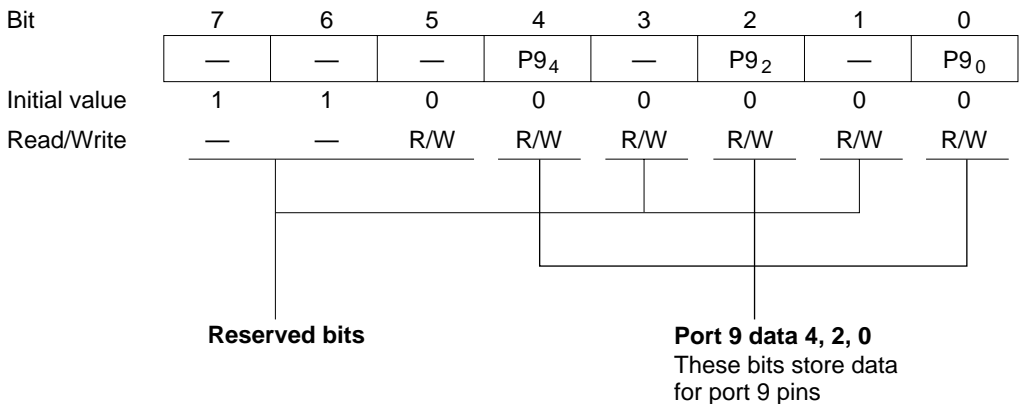 Bit 7 6 5 4 3 2 1 0
— — — P9₄ — P9₂ — P9₀
Initial value 1 1 0 0 0 0 0 0
Read/Write — — R/W R/W R/W R/W R/W R/W
Reserved bits
Port 9 data 4, 2, 0
These bits store data
for port 9 pins